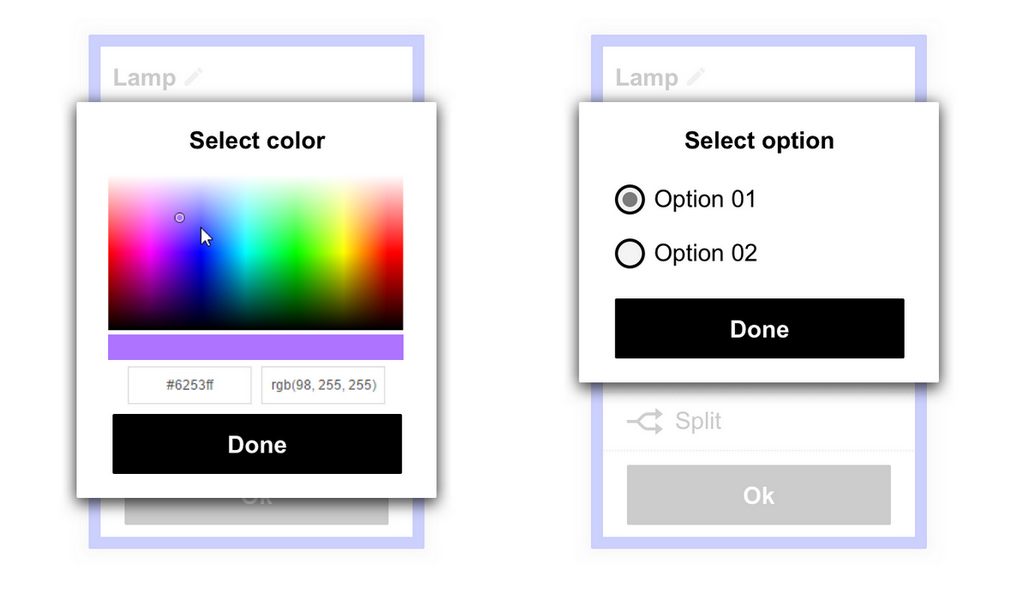 Lamp
Select color
#6253ff
rgb(98, 255, 255)
Done
Ok
Lamp
Select option
Option 01
Option 02
Done
Split
Ok